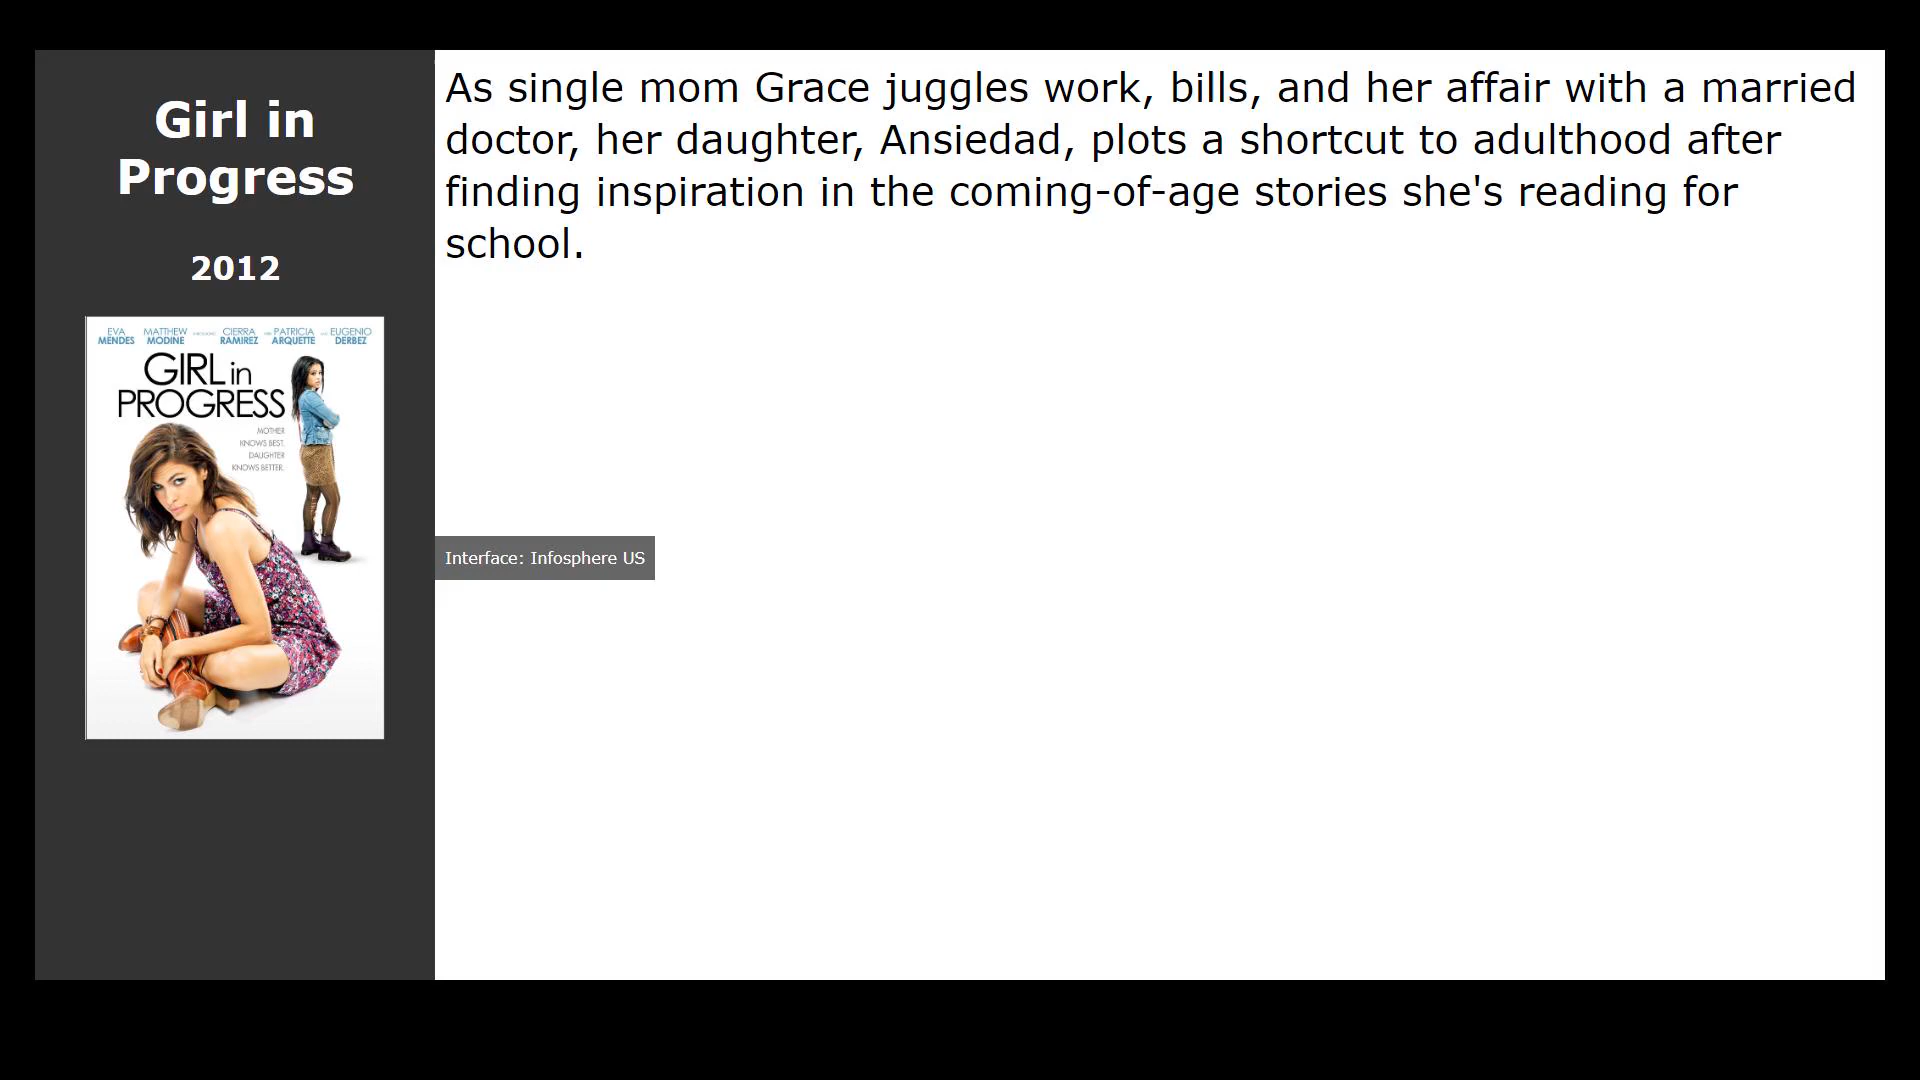 Girl in
Progress
2012
EVA MENDES MATTHEW MODINE CIERRA RAMIREZ PATRICIA ARQUETTE EUGENIO DERBEZ
GIRL in
PROGRESS
MOTHER
KNOWS BEST.
DAUGHTER
KNOWS BETTER.
As single mom Grace juggles work, bills, and her affair with a married
doctor, her daughter, Ansiedad, plots a shortcut to adulthood after
finding inspiration in the coming-of-age stories she's reading for
school.
Interface: Infosphere US